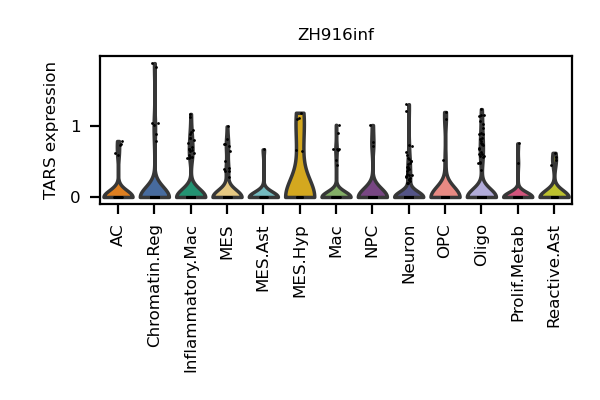 ZH916inf
TARS expression
1
0
AC
Chromatin.Reg
Inflammatory.Mac
MES
MES.Ast
MES.Hyp
Mac
NPC
Neuron
OPC
Oligo
Prolif.Metab
Reactive.Ast